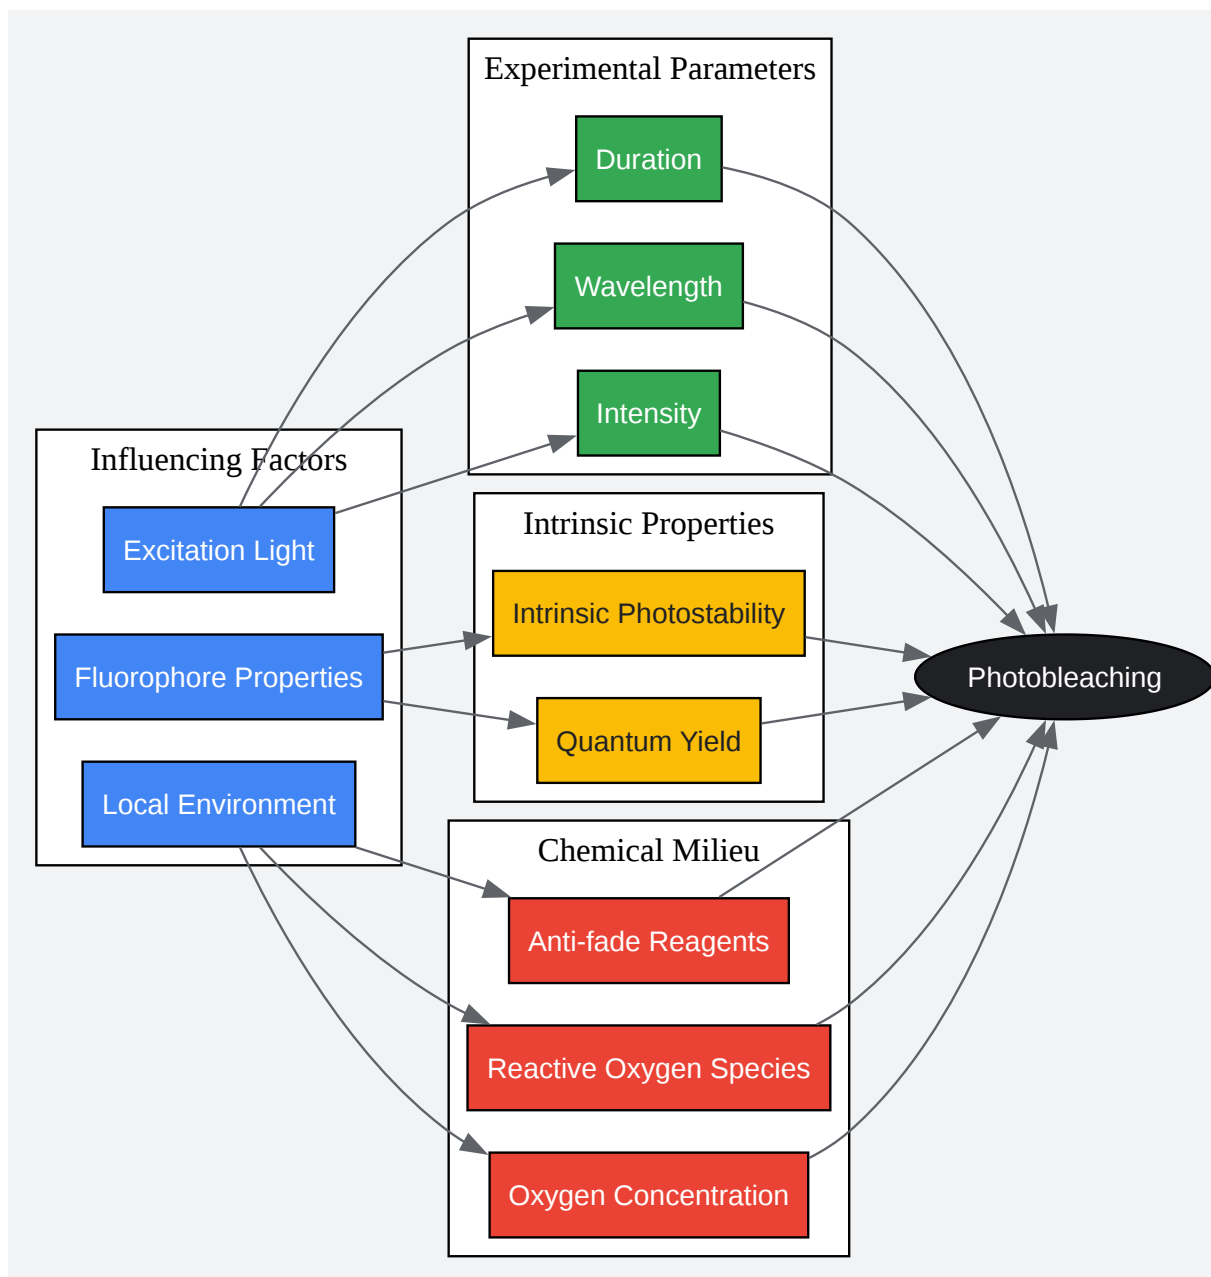 Experimental Parameters
Duration
Wavelength
Intensity
Influencing Factors
Excitation Light
Fluorophore Properties
Local Environment
Intrinsic Properties
Intrinsic Photostability
Quantum Yield
Photobleaching
Chemical Milieu
Anti-fade Reagents
Reactive Oxygen Species
Oxygen Concentration